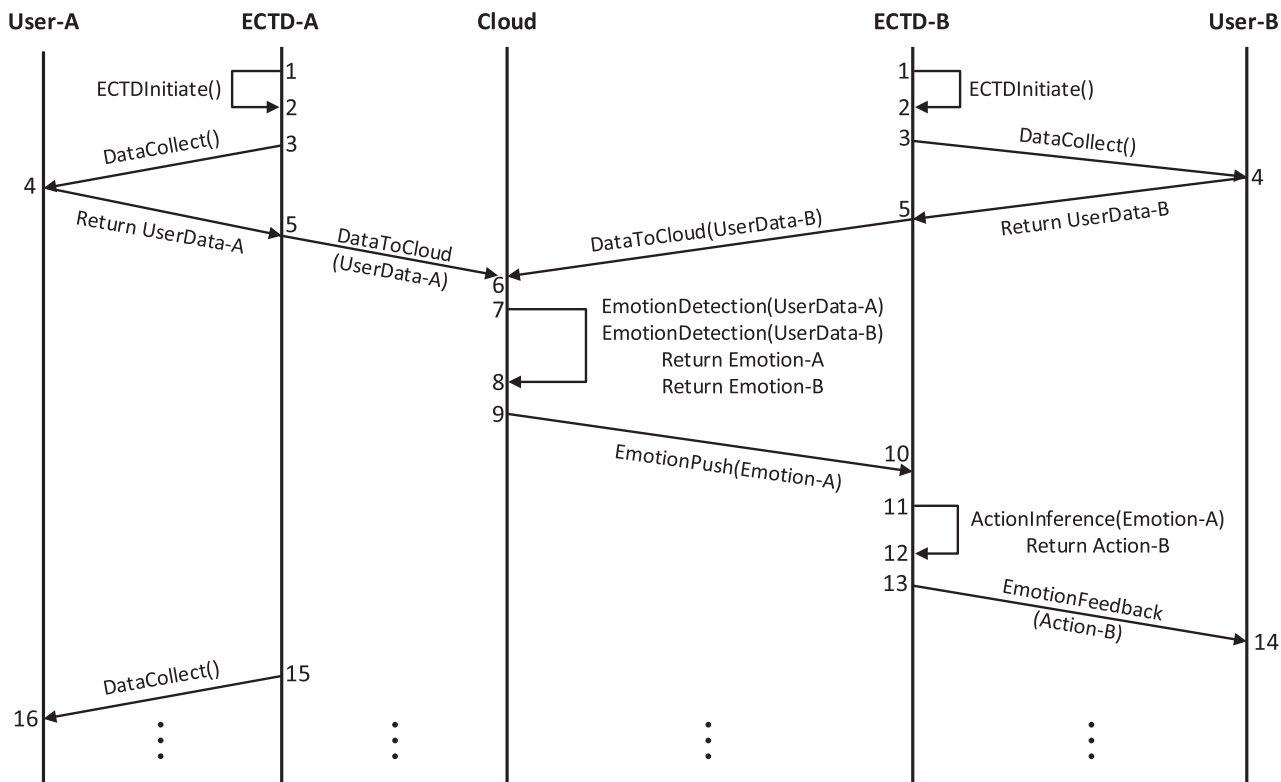 User-A
ECTD-A
Cloud
ECTD-B
User-B
1
ECTDInitiate()
2
1
ECTDInitiate()
2
3
DataCollect()
4
3
DataCollect()
4
Return UserData-A
5
DataToCloud
(UserData-A)
5
Return UserData-B
DataToCloud(UserData-B)
6
7
EmotionDetection(UserData-A)
EmotionDetection(UserData-B)
Return Emotion-A
Return Emotion-B
8
9
EmotionPush(Emotion-A)
10
11
ActionInference(Emotion-A)
Return Action-B
12
13
EmotionFeedback
(Action-B)
14
DataCollect()
15
16